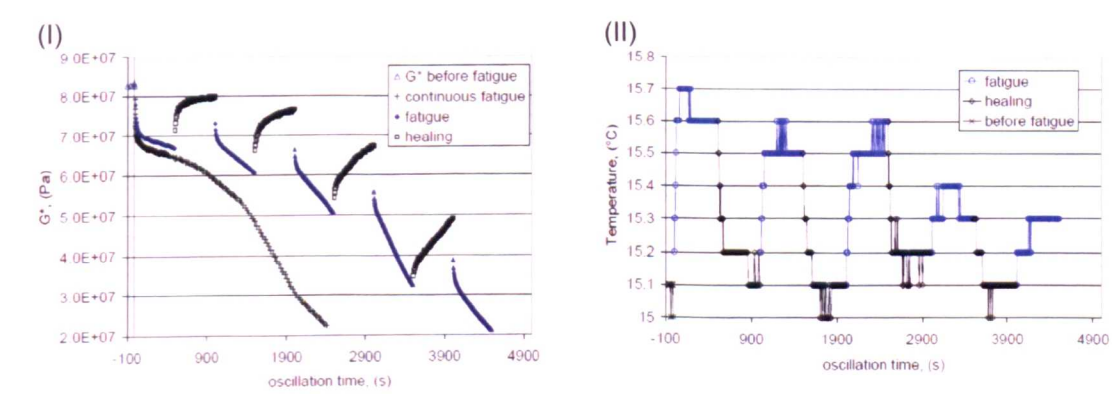 (I)
9.0E+07
8.0E+07
7.0E+07
6.0E+07
5.0E+07
4.0E+07
3.0E+07
2.0E+07
G*, (Pa)
-100 900 1900 2900 3900 4900
oscillation time, (s)
G* before fatigue
continuous fatigue
fatigue
healing
(II)
15.8
15.7
15.6
15.5
15.4
15.3
15.2
15.1
15
Temperature, (°C)
-100 900 1900 2900 3900 4900
oscillation time, (s)
fatigue
healing
before fatigue